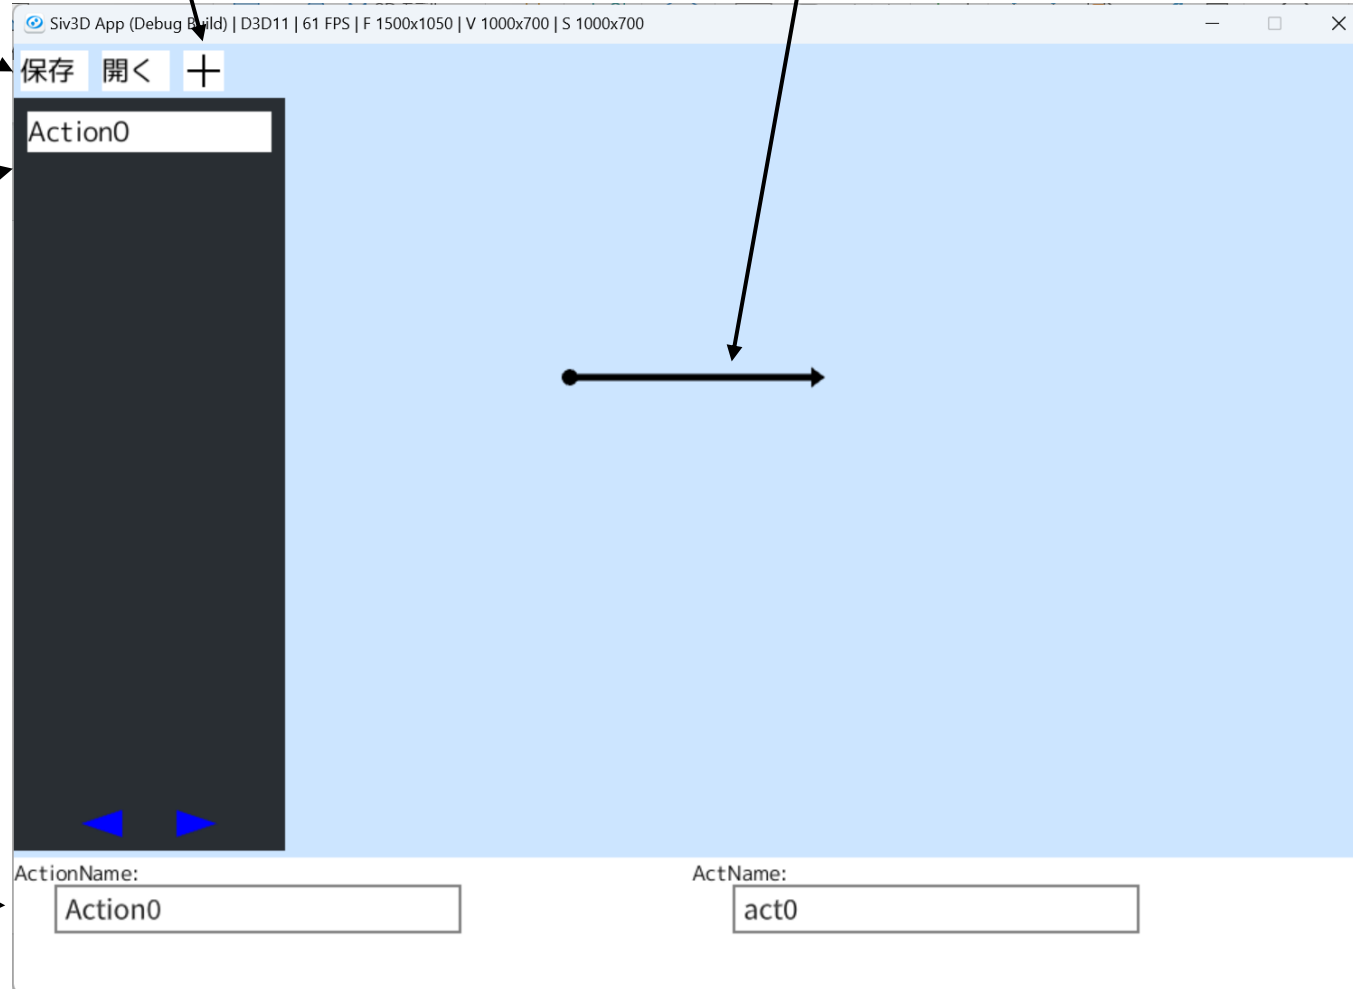 Siv3D App (Debug Build) | D3D11 | 61 FPS | F 1500x1050 | V 1000x700 | S 1000x700
保存 開く +
Action0
ActionName:
Action0
ActName:
act0